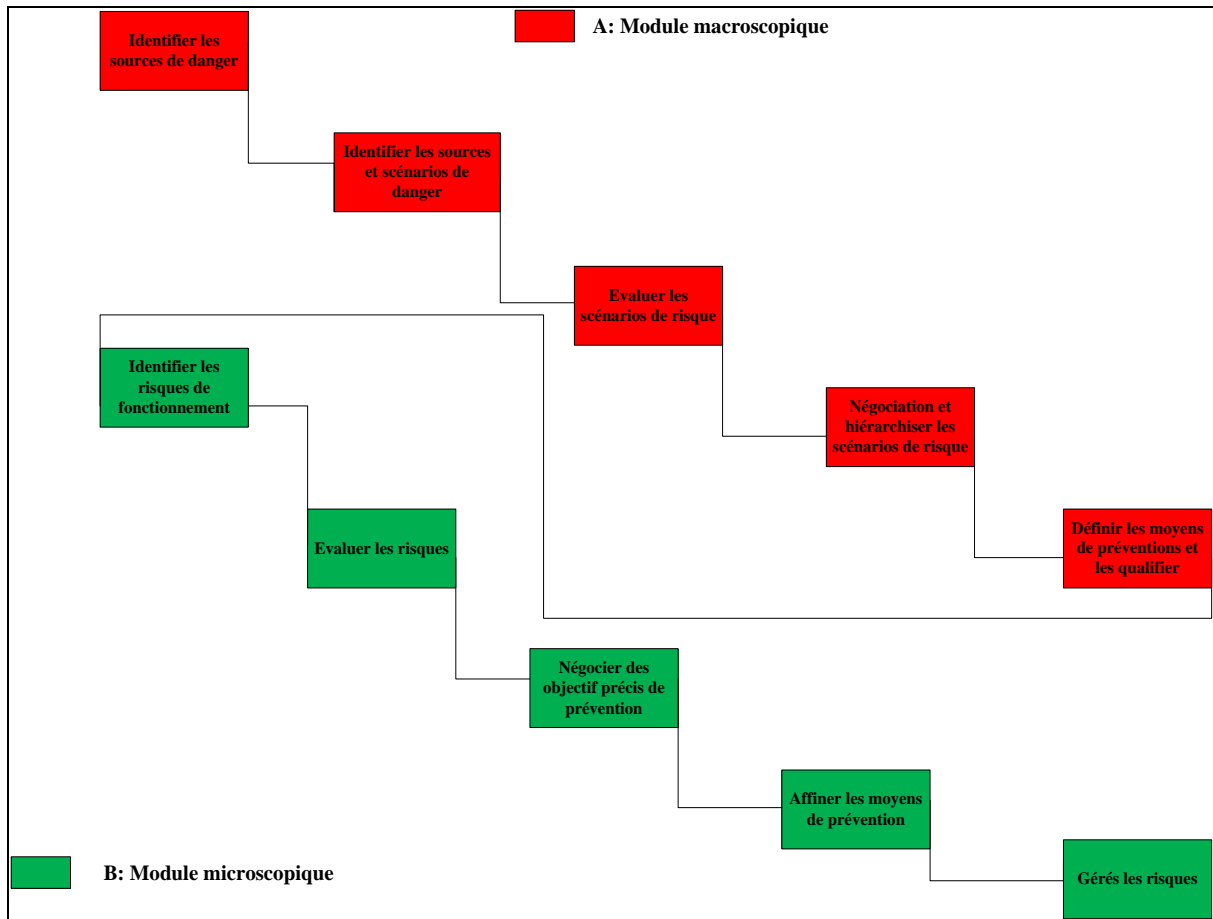 Identifier les
sources de danger
A: Module macroscopique
Identifier les sources
et scénarios de
danger
Evaluer les
scénarios de risque
Négociation et
hiérarchiser les
scénarios de risque
Définir les moyens
de préventions et
les qualifier
Identifier les
risques de
fonctionnement
Evaluer les risques
Négocier des
objectif précis de
prévention
Affiner les moyens
de prévention
Gérés les risques
B: Module microscopique